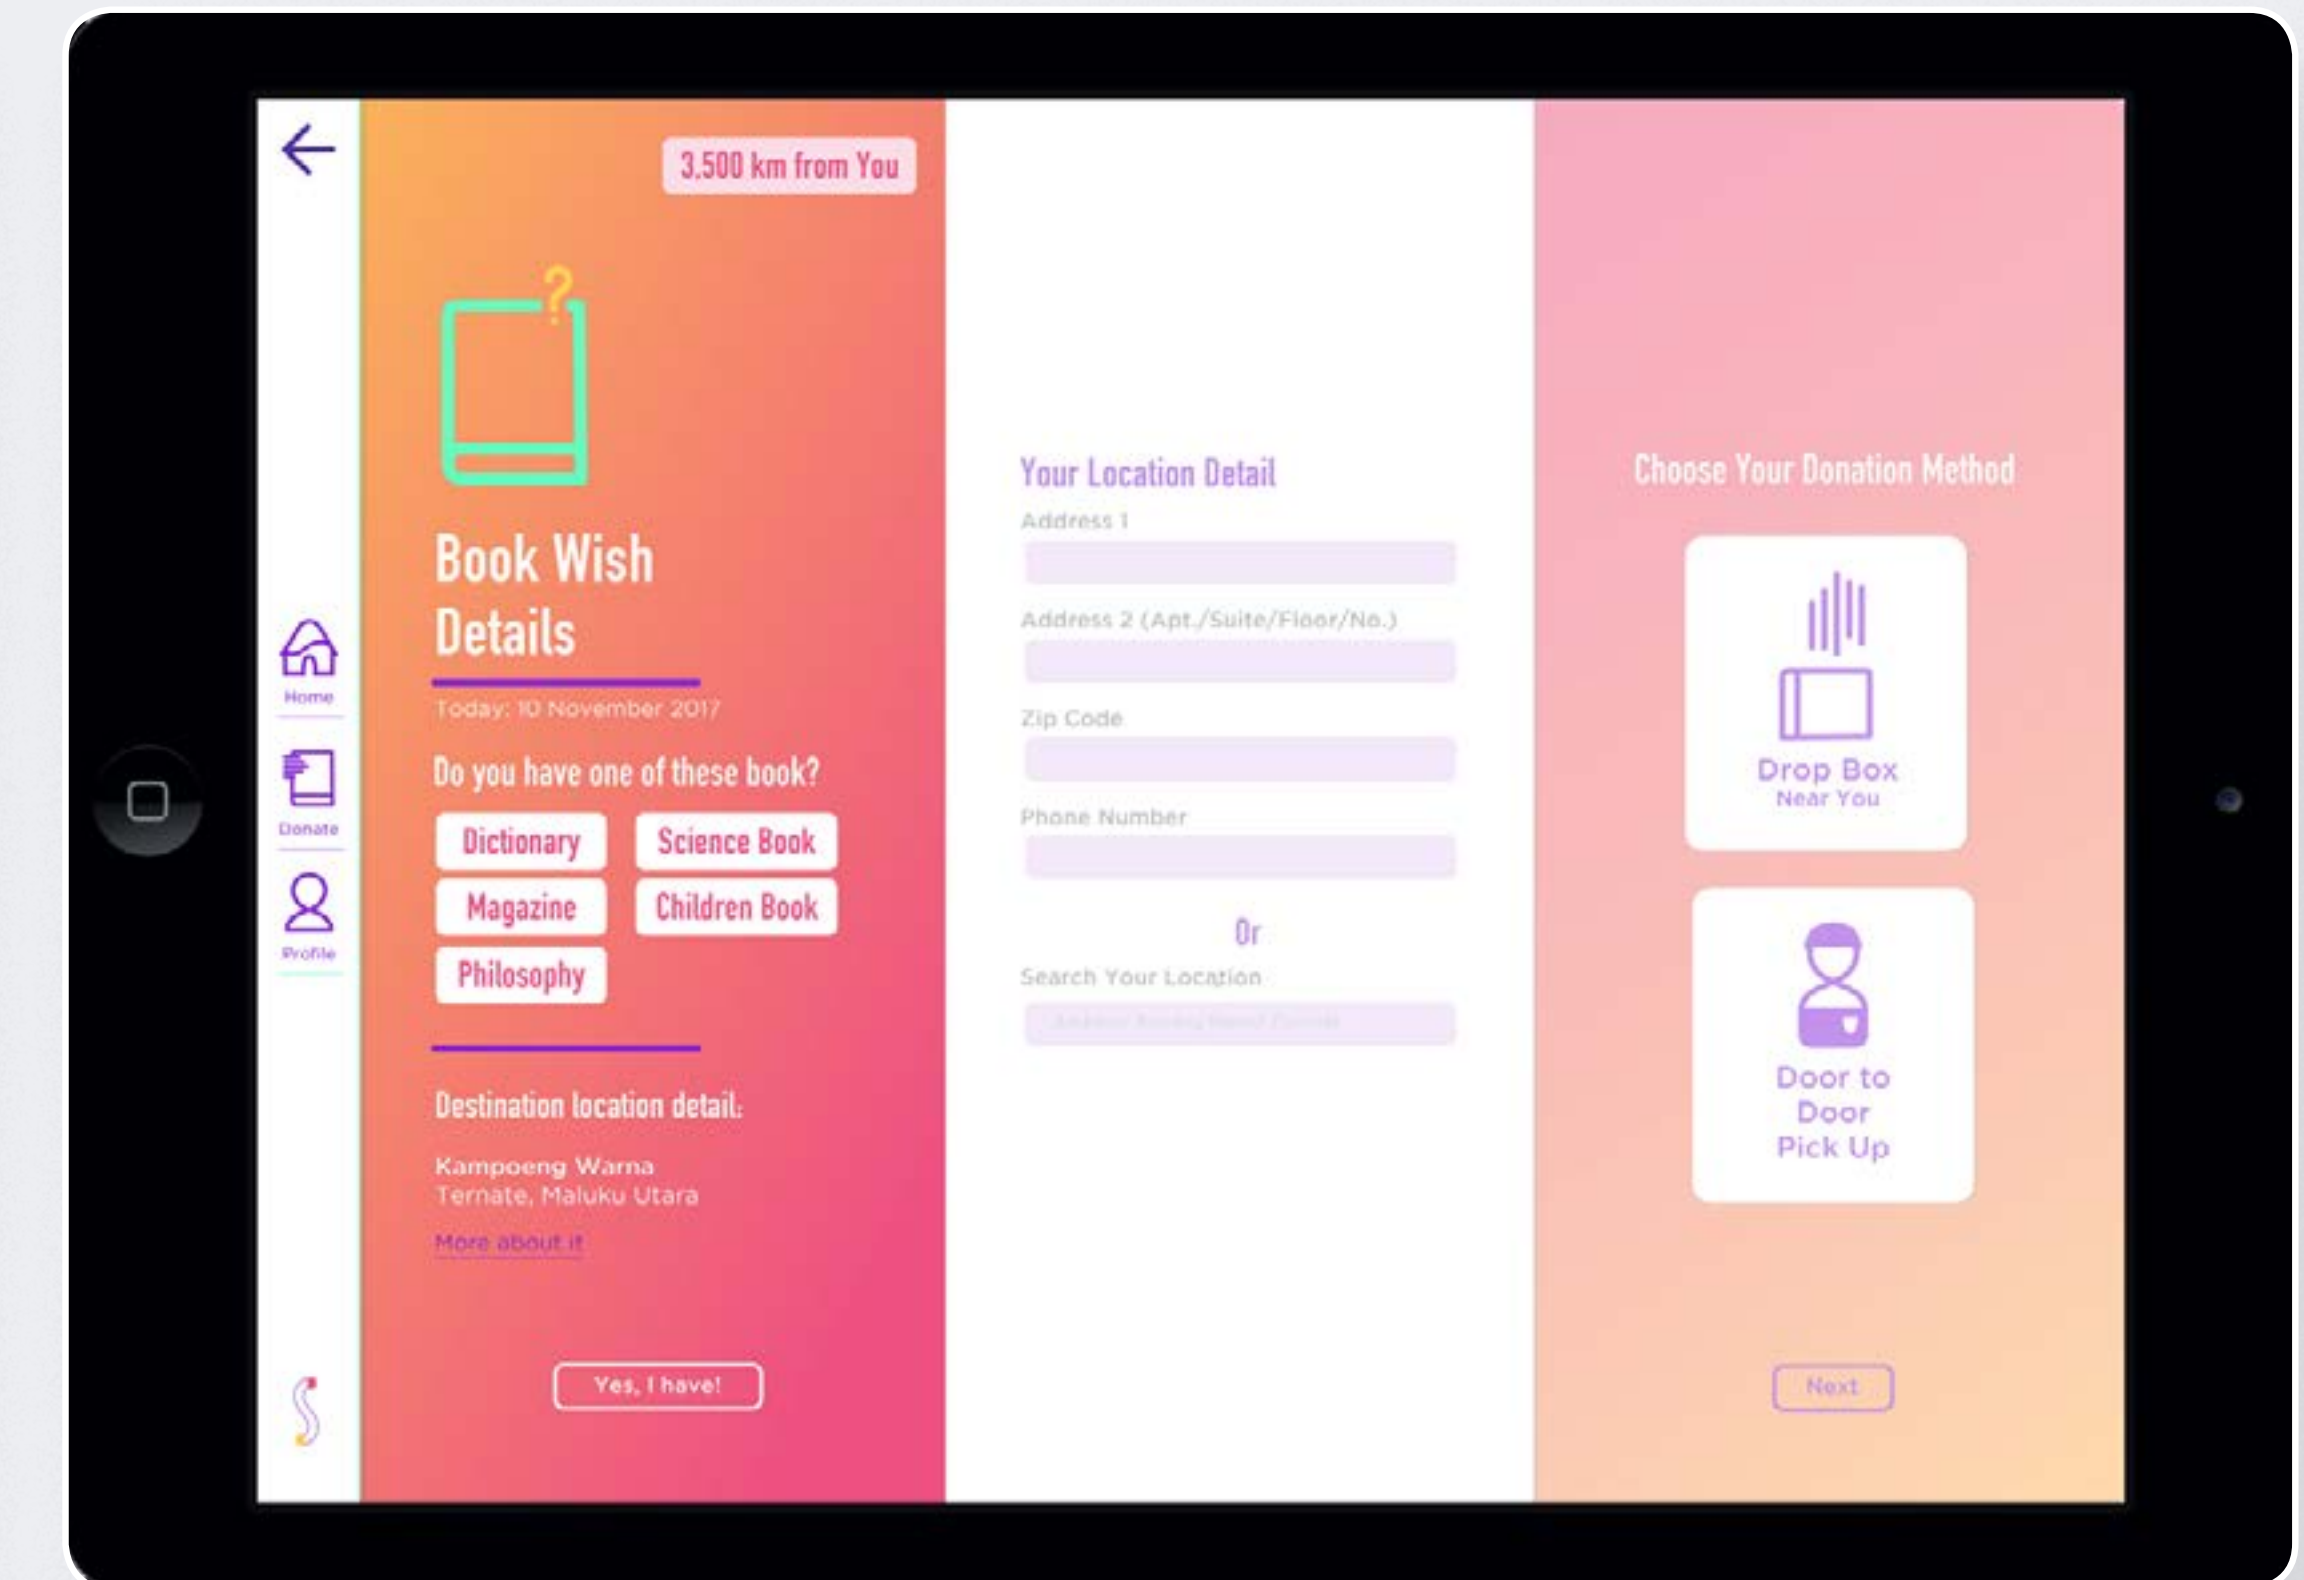 3.500 km from You
Book Wish
Details
Today: 10 November 2017
Do you have one of these book?
Dictionary
Science Book
Magazine
Children Book
Philosophy
Destination location detail:
Kampoeng Warna
Ternate, Maluku Utara
More about it
Yes, I have!
Home
Donate
Profile
Your Location Detail
Address 1
Address 2 (Apt./Suite/Floor/No.)
Zip Code
Phone Number
Or
Search Your Location
Choose Your Donation Method
Drop Box
Near You
Door to
Door
Pick Up
Next